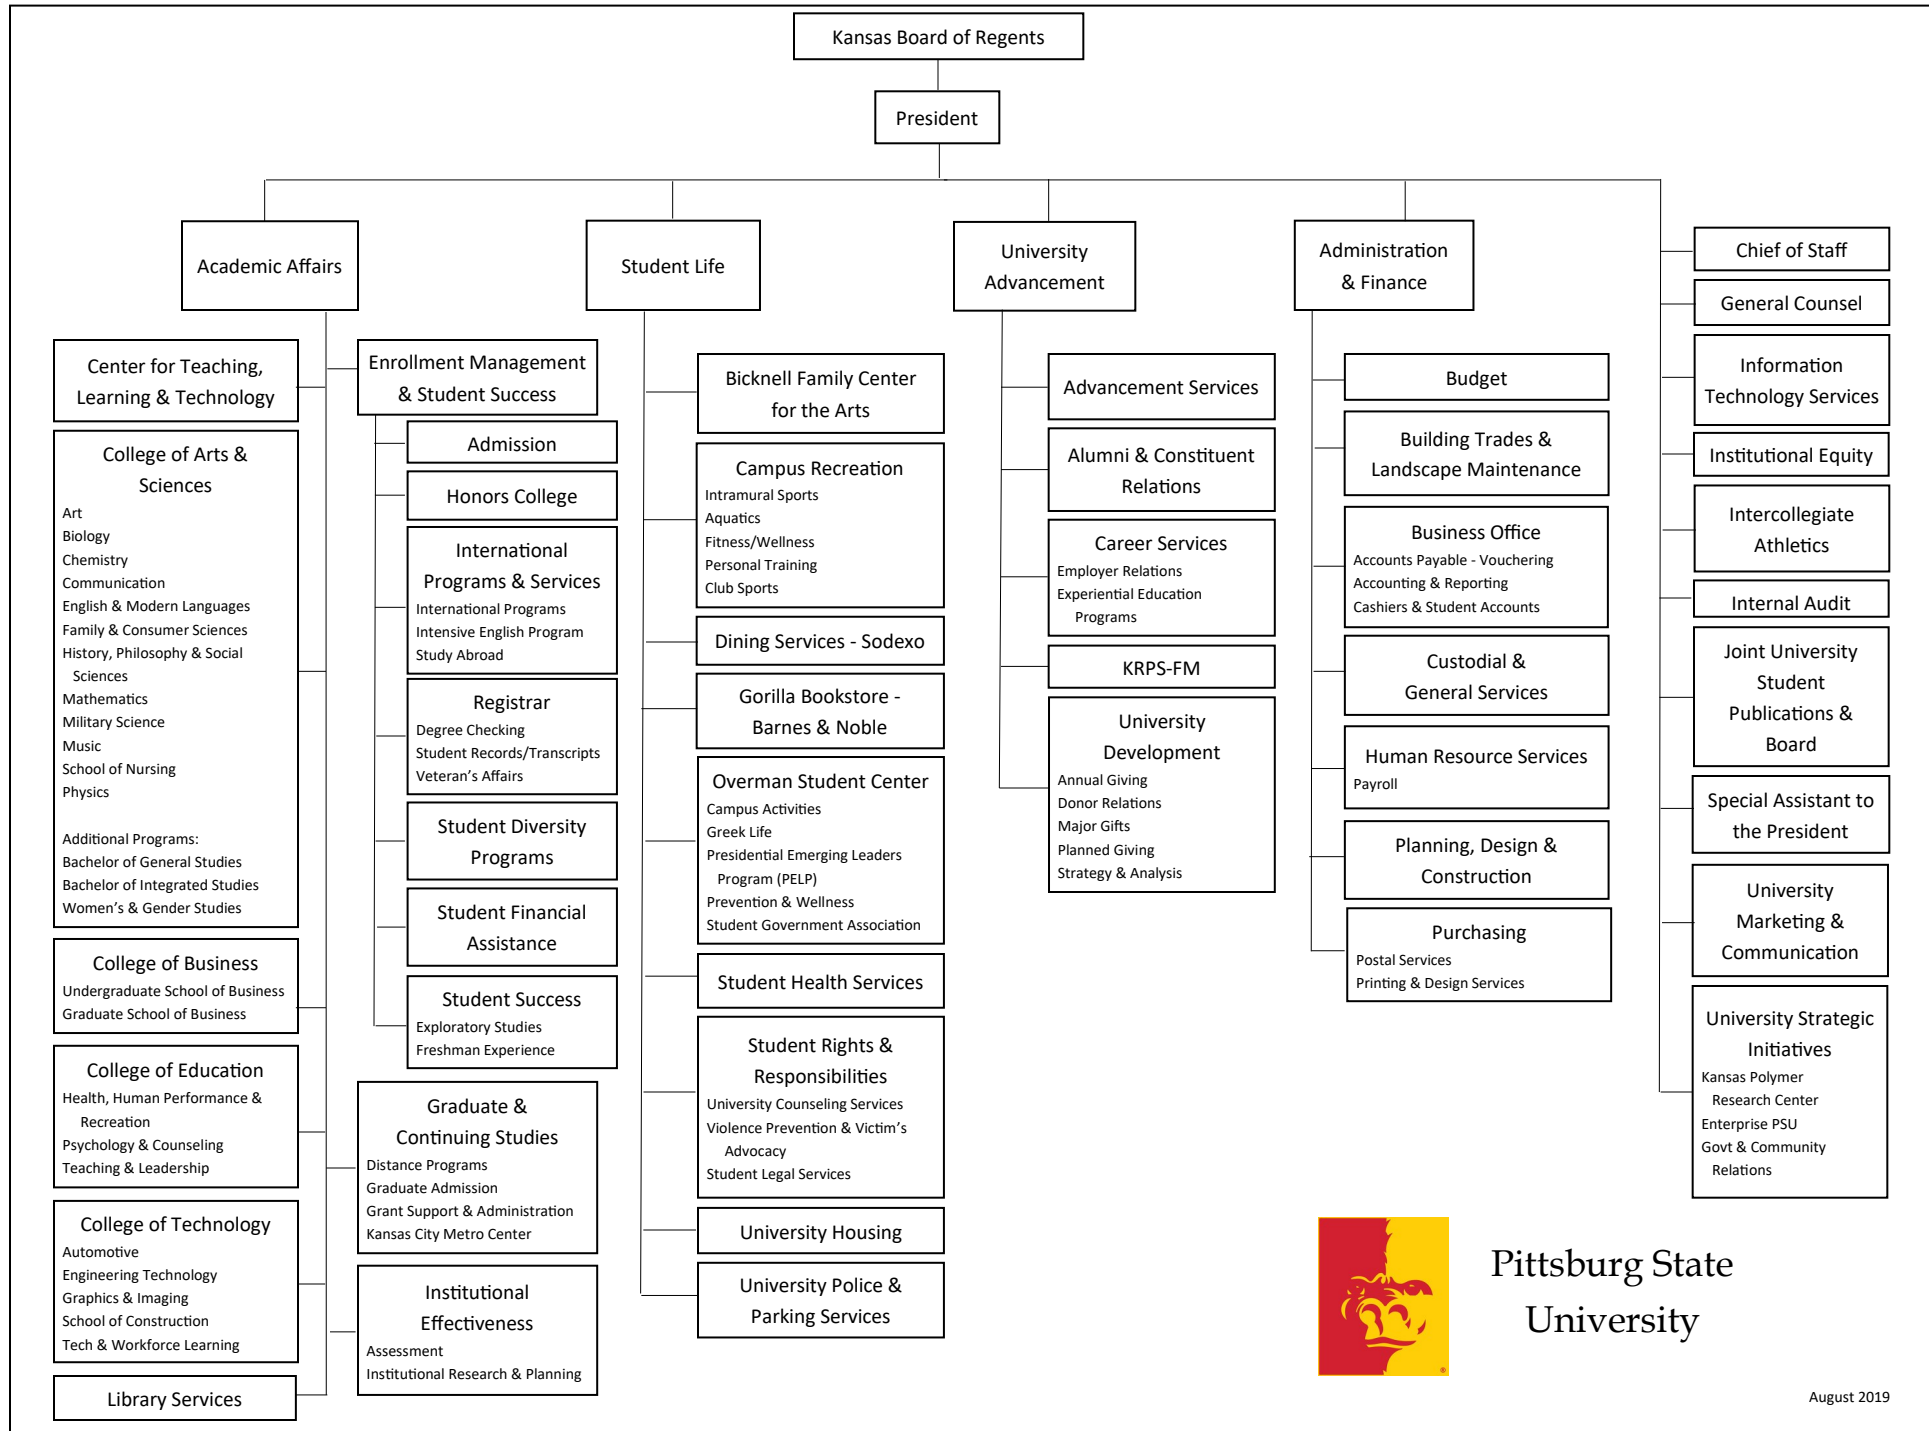 Kansas Board of Regents
President
Academic Affairs
Student Life
University
Advancement
Administration
& Finance
Center for Teaching,
Learning & Technology
College of Arts &
Sciences
Art
Biology
Chemistry
Communication
English & Modern Languages
Family & Consumer Sciences
History, Philosophy & Social
Sciences
Mathematics
Military Science
Music
School of Nursing
Physics
Additional Programs:
Bachelor of General Studies
Bachelor of Integrated Studies
Women's & Gender Studies
College of Business
Undergraduate School of Business
Graduate School of Business
College of Education
Health, Human Performance &
Recreation
Psychology & Counseling
Teaching & Leadership
College of Technology
Automotive
Engineering Technology
Graphics & Imaging
School of Construction
Tech & Workforce Learning
Library Services
Enrollment Management
& Student Success
Admission
Honors College
International
Programs & Services
International Programs
Intensive English Program
Study Abroad
Registrar
Degree Checking
Student Records/Transcripts
Veteran's Affairs
Student Diversity
Programs
Student Financial
Assistance
Student Success
Exploratory Studies
Freshman Experience
Graduate &
Continuing Studies
Distance Programs
Graduate Admission
Grant Support & Administration
Kansas City Metro Center
Institutional
Effectiveness
Assessment
Institutional Research & Planning
Bicknell Family Center
for the Arts
Campus Recreation
Intramural Sports
Aquatics
Fitness/Wellness
Personal Training
Club Sports
Dining Services - Sodexo
Gorilla Bookstore -
Barnes & Noble
Overman Student Center
Campus Activities
Greek Life
Presidential Emerging Leaders
Program (PELP)
Prevention & Wellness
Student Government Association
Student Health Services
Student Rights &
Responsibilities
University Counseling Services
Violence Prevention & Victim's
Advocacy
Student Legal Services
University Housing
University Police &
Parking Services
Advancement Services
Alumni & Constituent
Relations
Career Services
Employer Relations
Experiential Education
Programs
KRPS-FM
University
Development
Annual Giving
Donor Relations
Major Gifts
Planned Giving
Strategy & Analysis
Budget
Building Trades &
Landscape Maintenance
Business Office
Accounts Payable - Vouchering
Accounting & Reporting
Cashiers & Student Accounts
Custodial &
General Services
Human Resource Services
Payroll
Planning, Design &
Construction
Purchasing
Postal Services
Printing & Design Services
Chief of Staff
General Counsel
Information
Technology Services
Institutional Equity
Intercollegiate
Athletics
Internal Audit
Joint University
Student
Publications &
Board
Special Assistant to
the President
University
Marketing &
Communication
University Strategic
Initiatives
Kansas Polymer
Research Center
Enterprise PSU
Govt & Community
Relations
®
Pittsburg State
University
August 2019